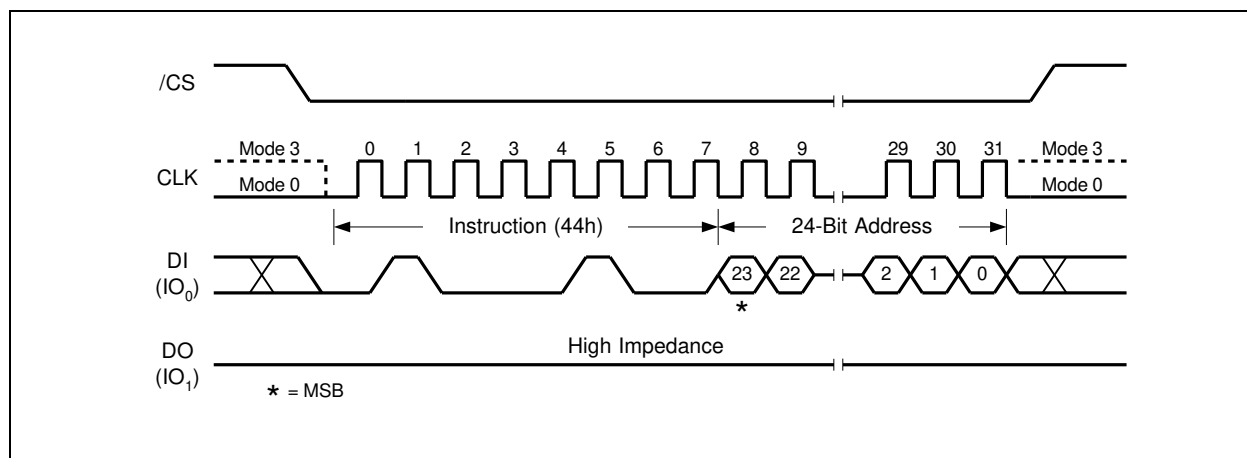 /CS
Mode 3 0 1 2 3 4 5 6 7 8 9 29 30 31 Mode 3
CLK
Mode 0 Mode 0
Instruction (44h) 24-Bit Address
DI
(IO0)
23 22 2 1 0
*
High Impedance
DO
(IO1)
* = MSB